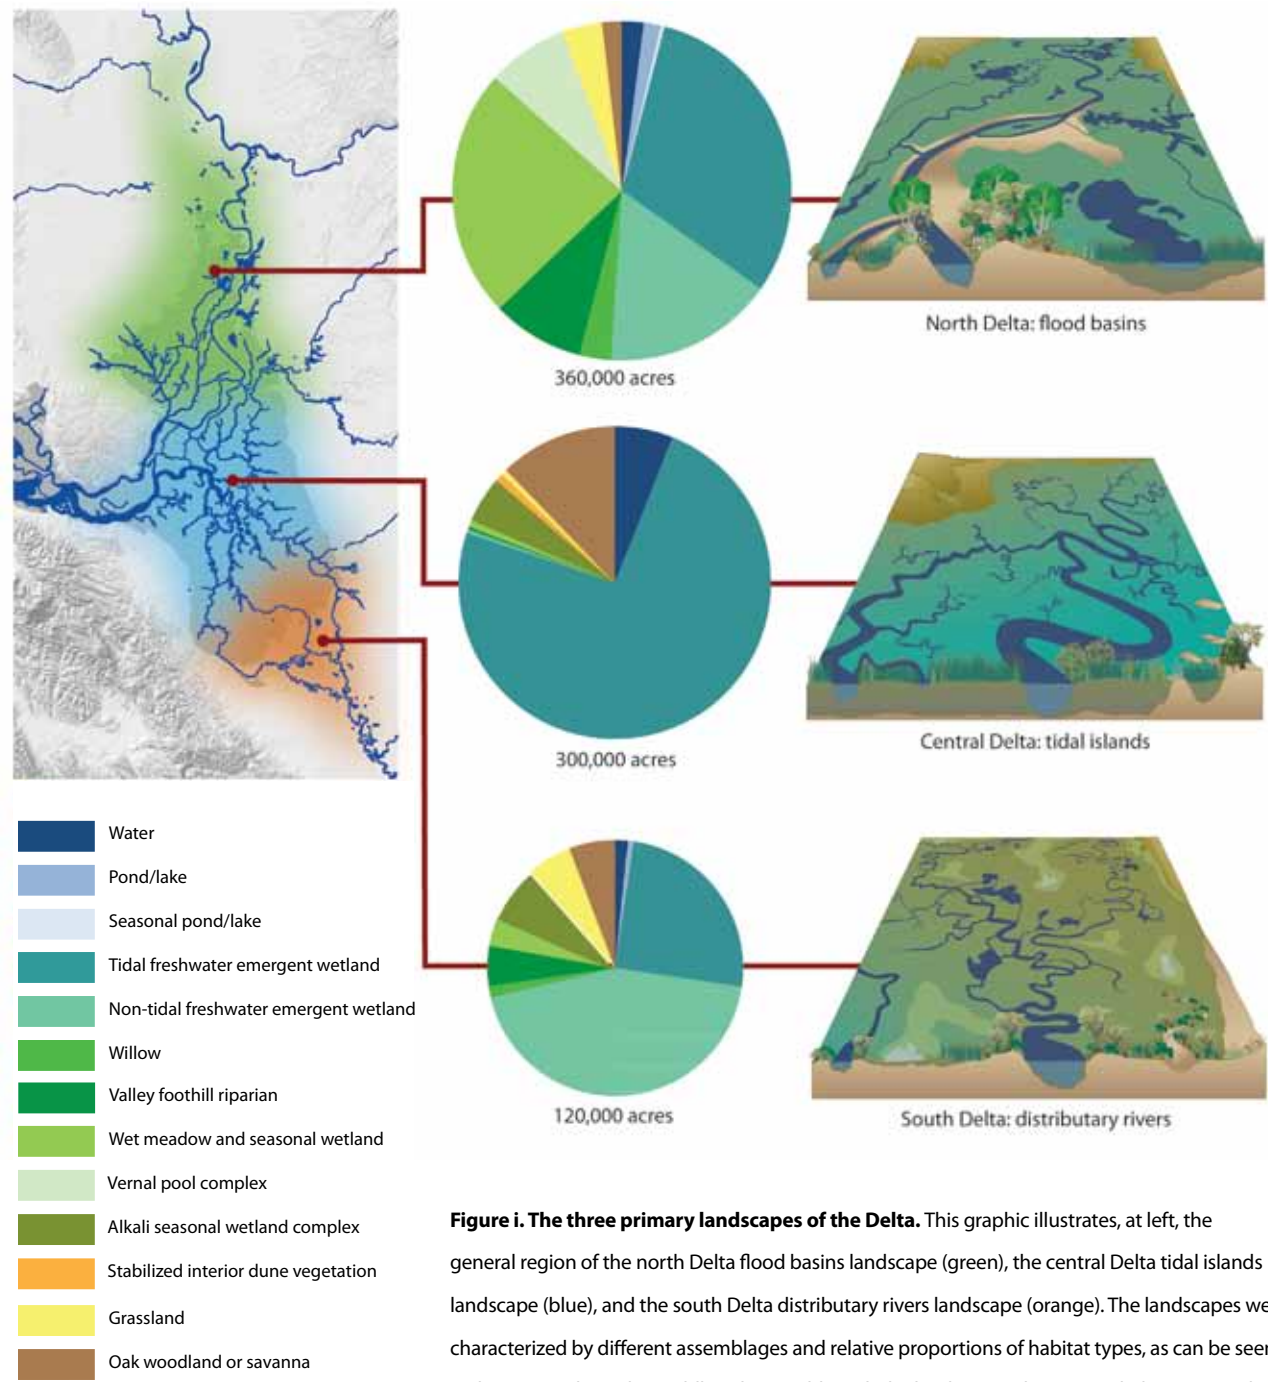 360,000 acres
North Delta: flood basins
300,000 acres
Central Delta: tidal islands
120,000 acres
South Delta: distributary rivers
Water
Pond/lake
Seasonal pond/lake
Tidal freshwater emergent wetland
Non-tidal freshwater emergent wetland
Willow
Valley foothill riparian
Wet meadow and seasonal wetland
Vernal pool complex
Alkali seasonal wetland complex
Stabilized interior dune vegetation
Grassland
Oak woodland or savanna
Figure i. The three primary landscapes of the Delta. This graphic illustrates, at left, the
general region of the north Delta flood basins landscape (green), the central Delta tidal islands
landscape (blue), and the south Delta distributary rivers landscape (orange). The landscapes we
characterized by different assemblages and relative proportions of habitat types, as can be seen